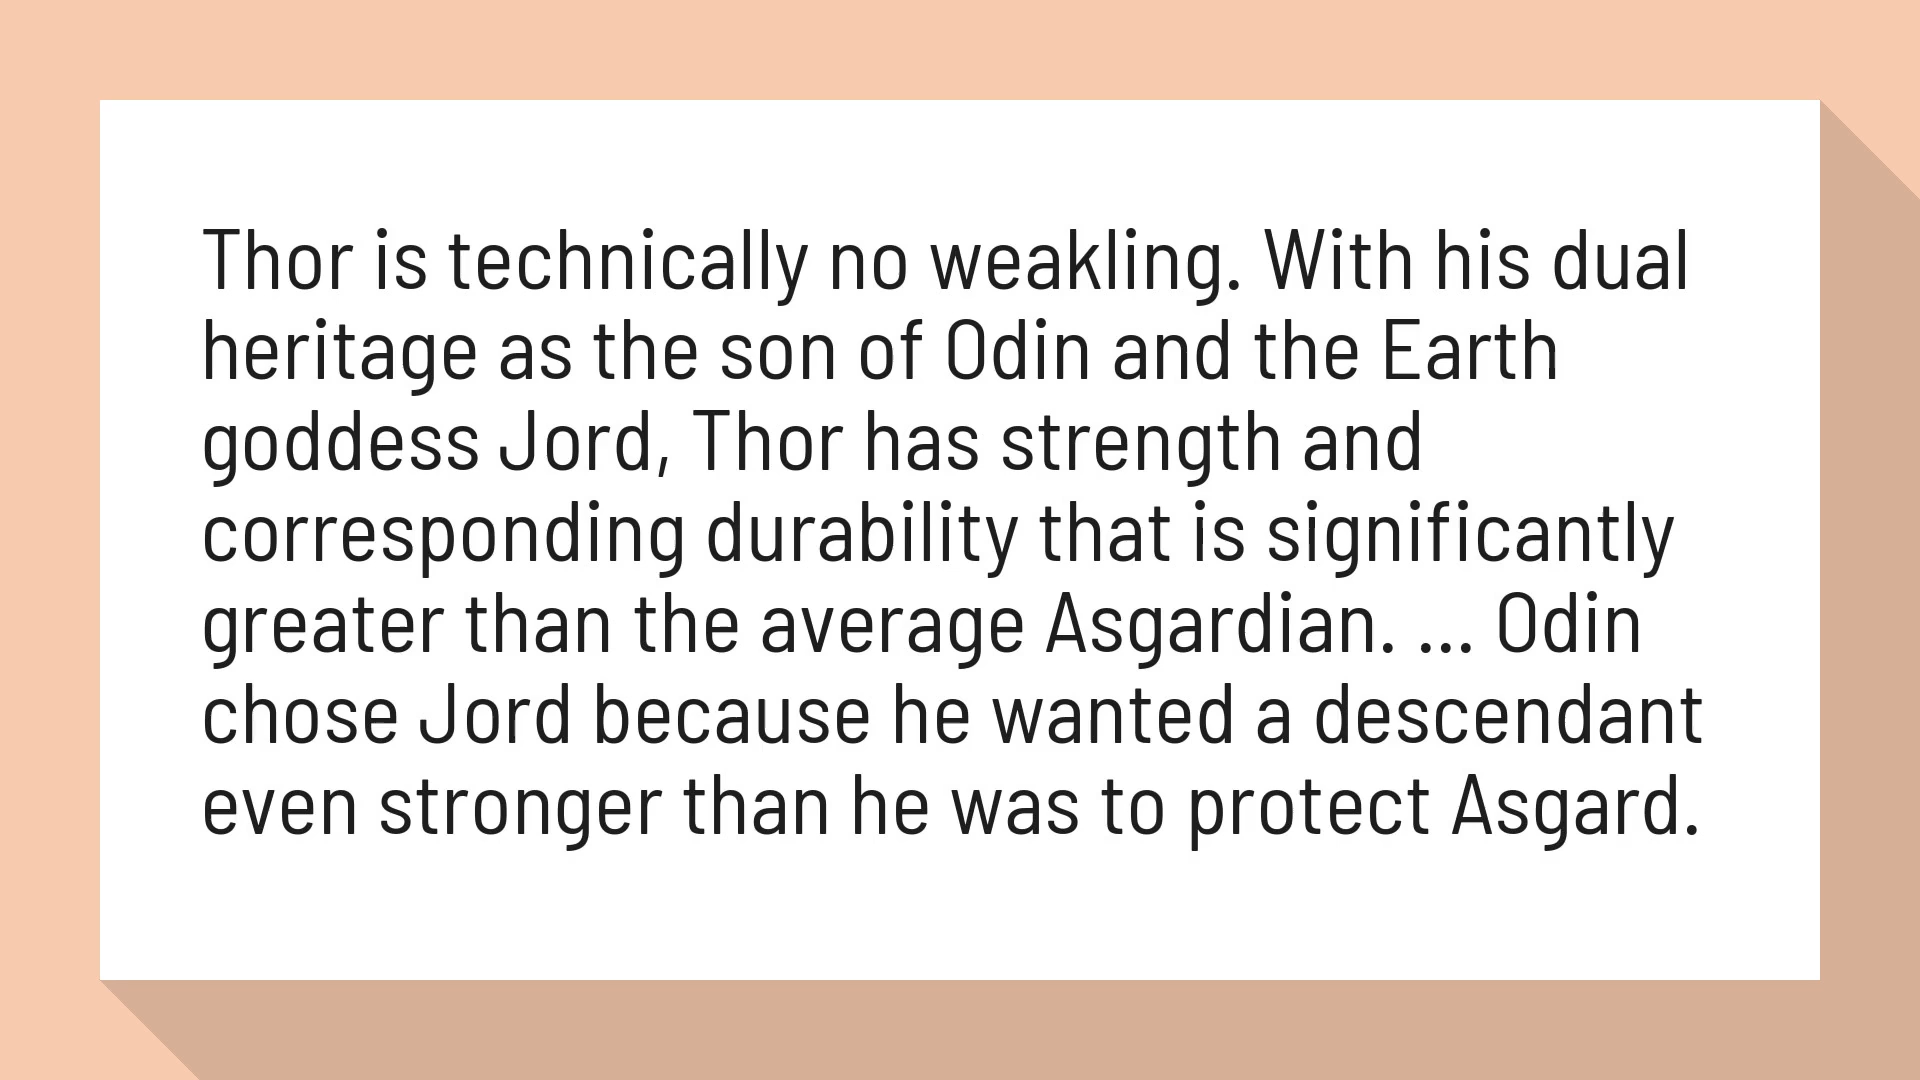 Thor is technically no weakling. With his dual
heritage as the son of Odin and the Earth
goddess Jord, Thor has strength and
corresponding durability that is significantly
greater than the average Asgardian. ... Odin
chose Jord because he wanted a descendant
even stronger than he was to protect Asgard.